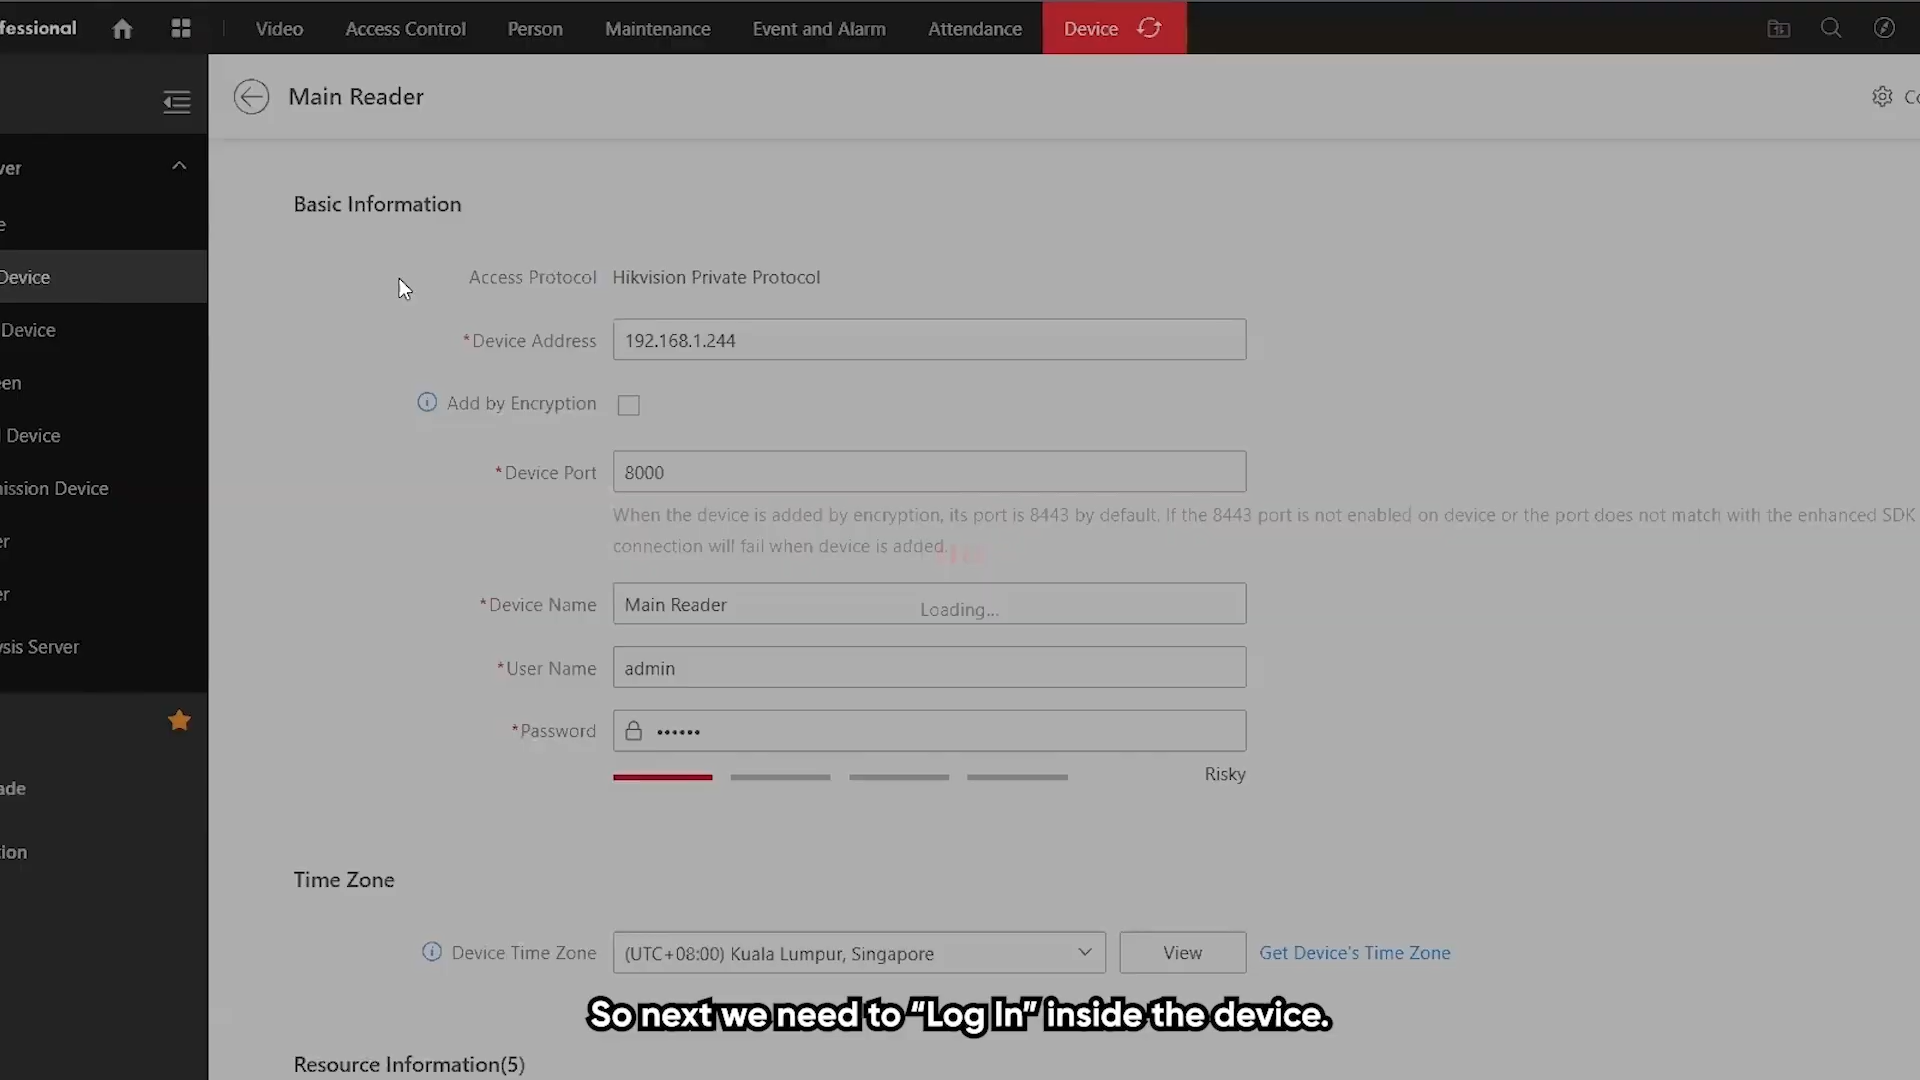 fessional
Video
Access Control
Person
Maintenance
Event and Alarm
Attendance
Device
Main Reader
Co
ver
e
Device
Device
een
Device
ission Device
er
er
ysis Server
ade
tion
Basic Information
Access Protocol Hikvision Private Protocol
*Device Address 192.168.1.244
Add by Encryption
*Device Port 8000
When the device is added by encryption, its port is 8443 by default. If the 8443 port is not enabled on device or the port does not match with the enhanced SDK
connection will fail when device is added.
*Device Name Main Reader
Loading...
*User Name admin
*Password ••••••
Risky
Time Zone
Device Time Zone (UTC+08:00) Kuala Lumpur, Singapore View Get Device's Time Zone
So next we need to “Log In” inside the device.
Resource Information(5)